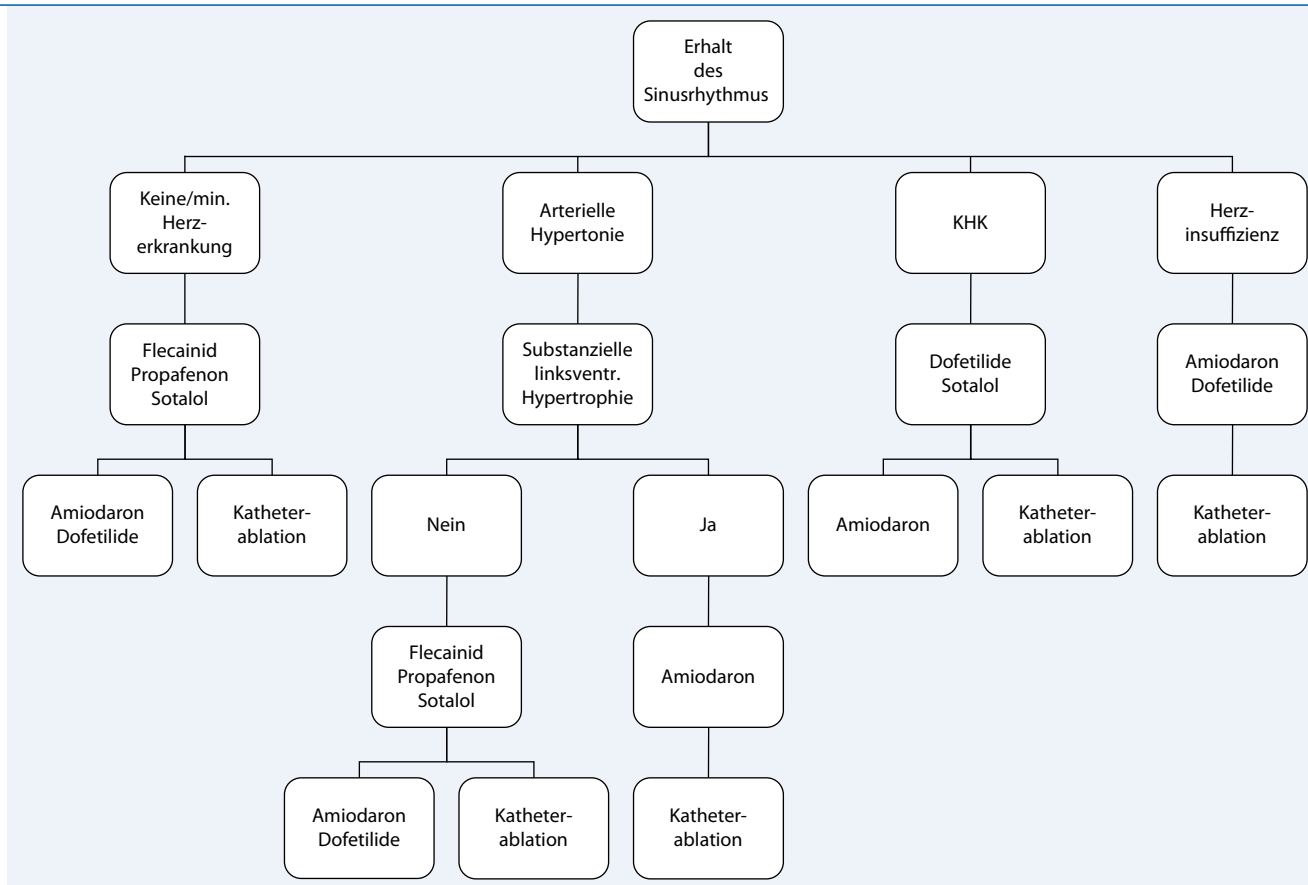 Erhalt
des
Sinusrhythmus
Keine/min.
Herz-
erkrankung
Arterielle
Hypertonie
KHK
Herz-
insuffizienz
Flecainid
Propafenon
Sotalol
Substanzielle
linksventr.
Hypertrophie
Dofetilide
Sotalol
Amiodaron
Dofetilide
Amiodaron
Dofetilide
Katheter-
ablation
Nein
Ja
Amiodaron
Katheter-
ablation
Katheter-
ablation
Flecainid
Propafenon
Sotalol
Amiodaron
Amiodaron
Dofetilide
Katheter-
ablation
Katheter-
ablation